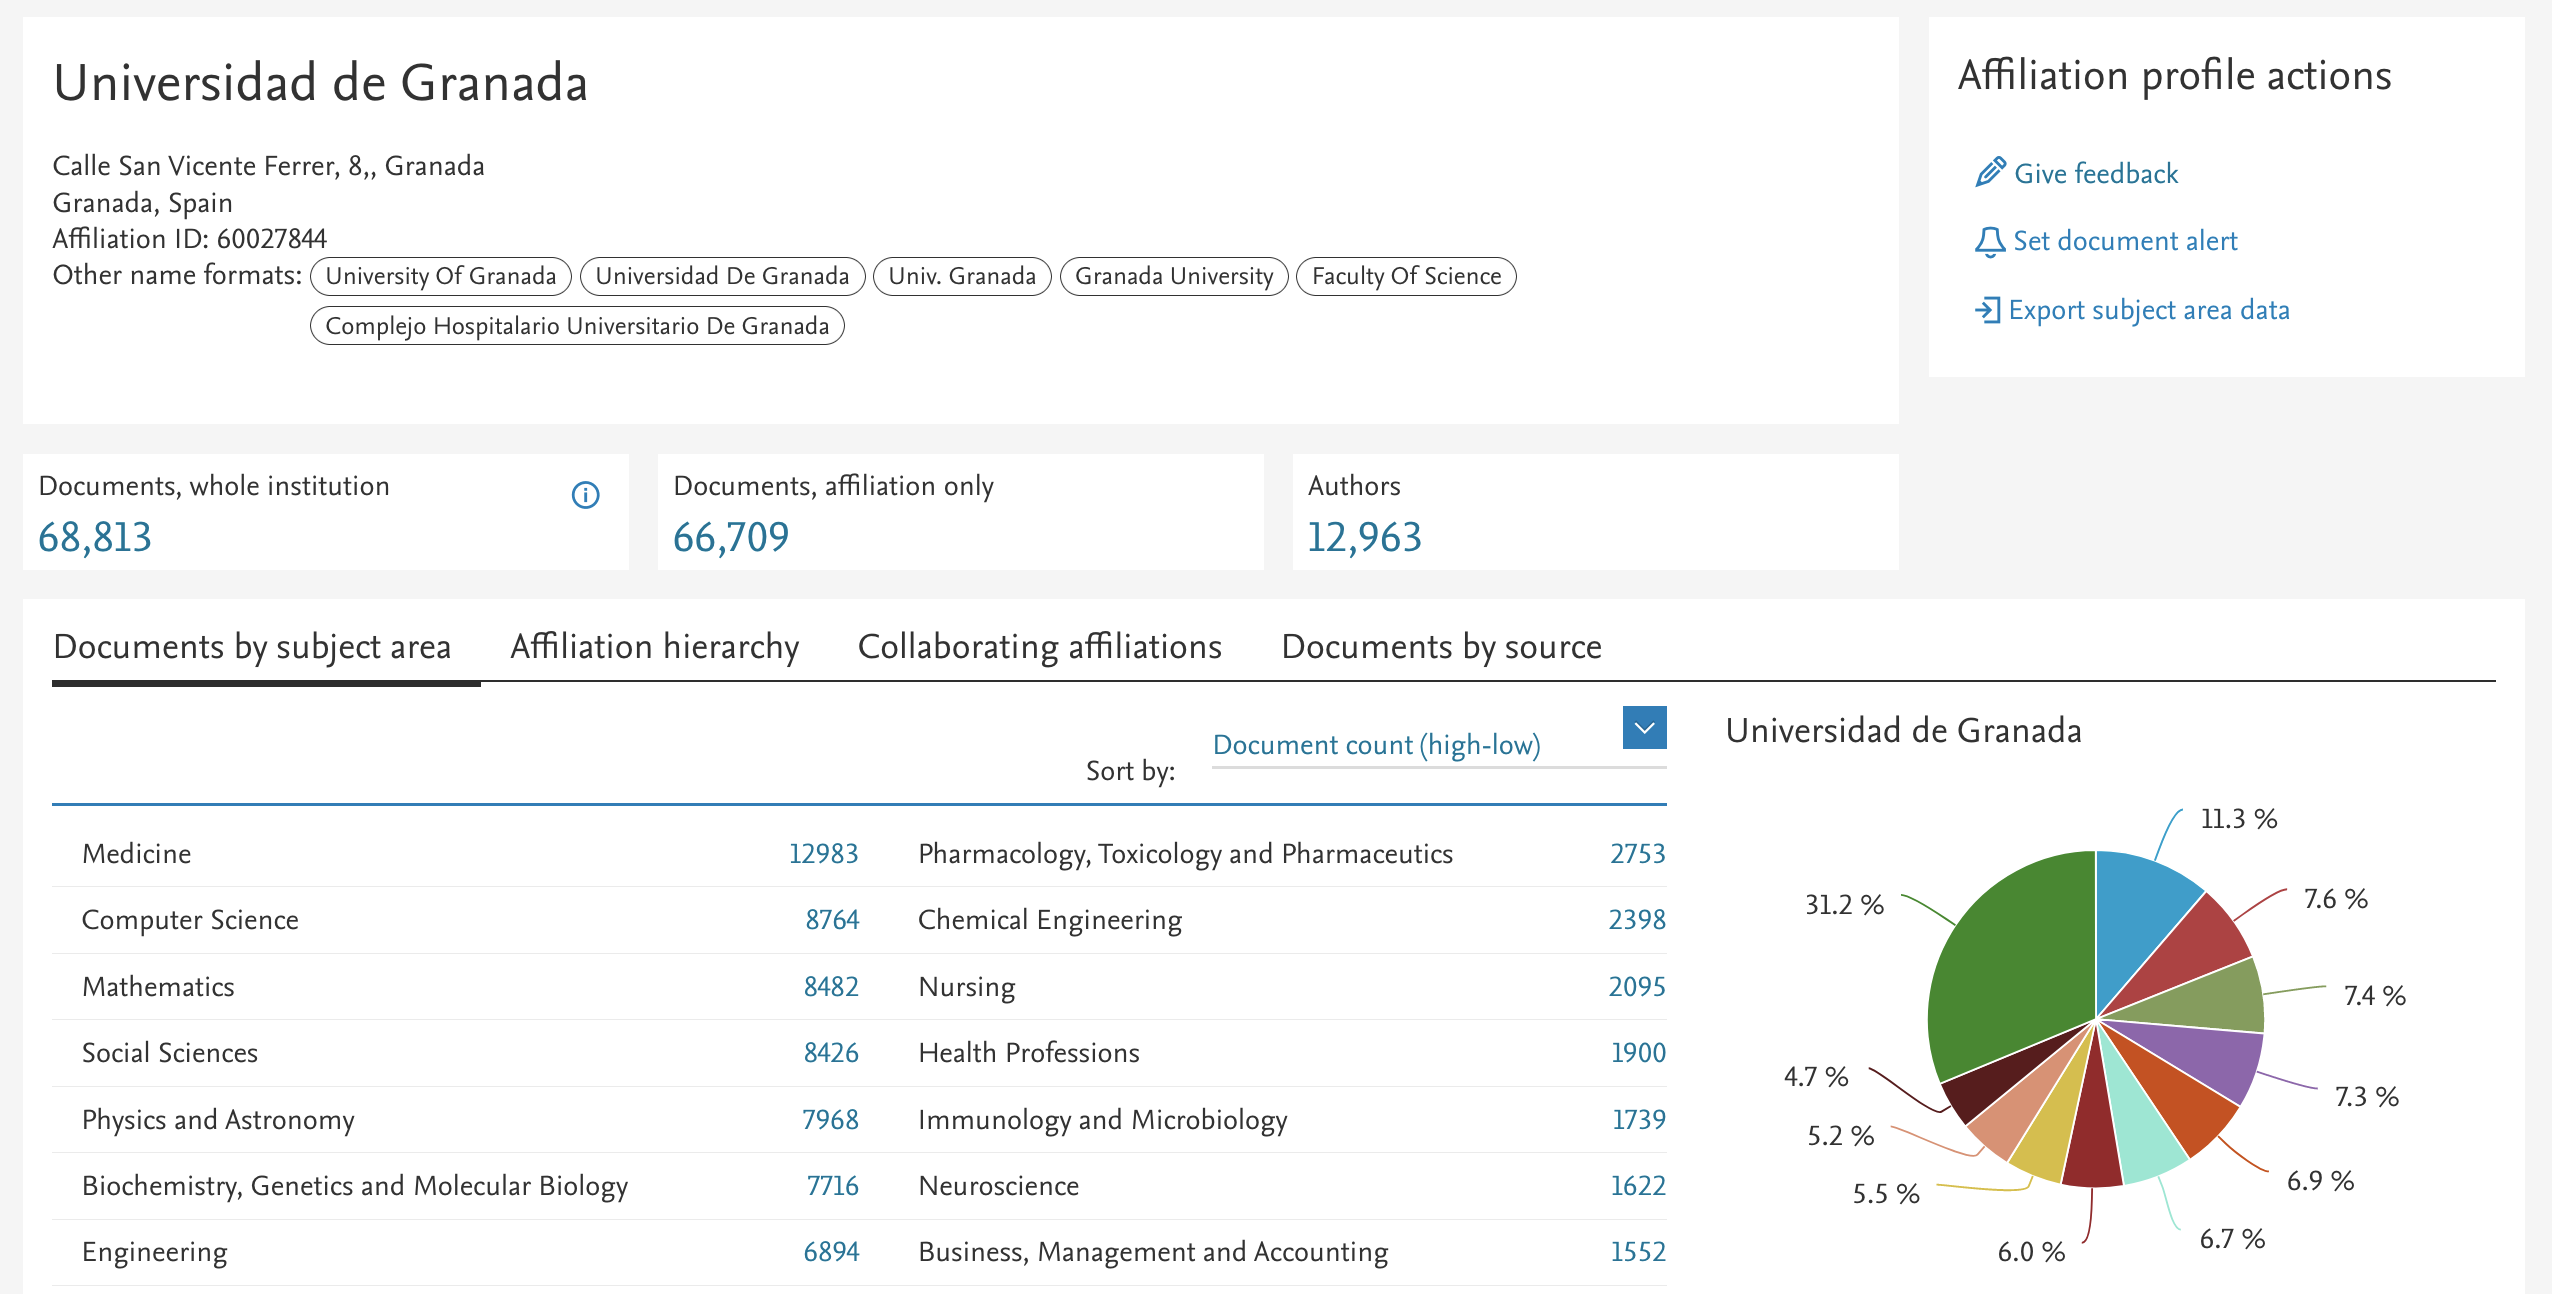 Universidad de Granada
Calle San Vicente Ferrer, 8,, Granada
Granada, Spain
Affiliation ID: 60027844
Other name formats: University Of Granada Universidad De Granada Univ. Granada Granada University Faculty Of Science
Complejo Hospitalario Universitario De Granada
Affiliation profile actions
Give feedback
Set document alert
Export subject area data
Documents, whole institution
68,813
Documents, affiliation only
66,709
Authors
12,963
Documents by subject area Affiliation hierarchy Collaborating affiliations Documents by source
Sort by: Document count (high-low)
Medicine 12983 Pharmacology, Toxicology and Pharmaceutics 2753
Computer Science 8764 Chemical Engineering 2398
Mathematics 8482 Nursing 2095
Social Sciences 8426 Health Professions 1900
Physics and Astronomy 7968 Immunology and Microbiology 1739
Biochemistry, Genetics and Molecular Biology 7716 Neuroscience 1622
Engineering 6894 Business, Management and Accounting 1552
Universidad de Granada
11.3 %
7.6 %
7.4 %
7.3 %
6.9 %
6.7 %
6.0 %
5.5 %
5.2 %
4.7 %
31.2 %